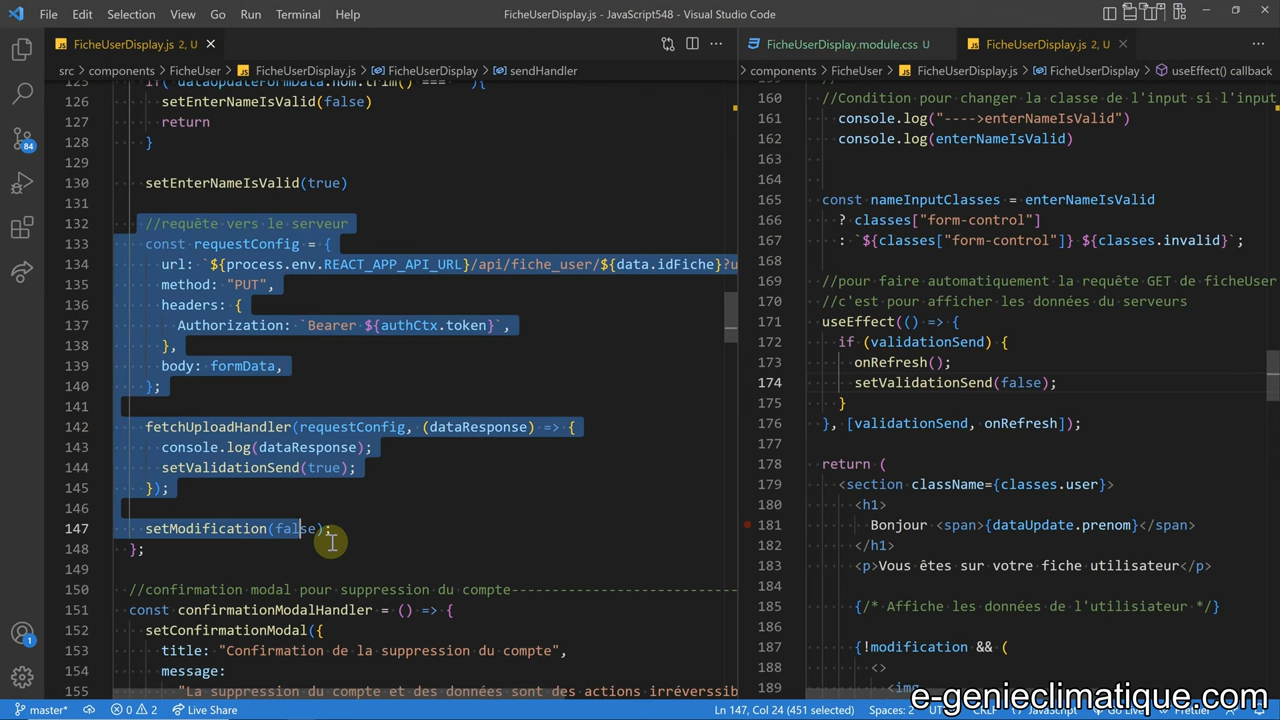 File Edit Selection View Go Run Terminal Help
FicheUserDisplay.js - JavaScript548 - Visual Studio Code
FicheUserDisplay.js 2, U
src components FicheUser FicheUserDisplay.js FicheUserDisplay sendHandler
126 setEnterNameIsValid(false)
127 return
128 }
129
130 setEnterNameIsValid(true)
131
132 //requête vers le serveur
133 const requestConfig = {
134 url: `${process.env.REACT_APP_API_URL}/api/fiche_user/${data.idFiche}?u
135 method: "PUT",
136 headers: {
137 Authorization: `Bearer ${authCtx.token}`,
138 },
139 body: formData,
140 };
141
142 fetchUploadHandler(requestConfig, (dataResponse) => {
143 console.log(dataResponse);
144 setValidationSend(true);
145 });
146
147 setModification(false);
148 };
149
150 //confirmation modal pour suppression du compte
151 const confirmationModalHandler = () => {
152 setConfirmationModal({
153 title: "Confirmation de la suppression du compte",
154 message:
155 "La suppression du compte et des données sont des actions irréverssib
FicheUserDisplay.module.css U
FicheUserDisplay.js 2, U
components FicheUser FicheUserDisplay.js FicheUserDisplay useEffect() callback
160 //Condition pour changer la classe de l'input si l'input
161 console.log("---->enterNameIsValid")
162 console.log(enterNameIsValid)
163
164
165 const nameInputClasses = enterNameIsValid
166 ? classes["form-control"]
167 : `${classes["form-control"]} ${classes.invalid}`;
168
169 //pour faire automatiquement la requête GET de ficheUser
170 //c'est pour afficher les données du serveurs
171 useEffect(() => {
172 if (validationSend) {
173 onRefresh();
174 setValidationSend(false);
175 }
176 }, [validationSend, onRefresh]);
177
178 return (
179 <section className={classes.user}>
180 <h1>
181 Bonjour <span>{dataUpdate.prenom}</span>
182 </h1>
183 <p>Vous êtes sur votre fiche utilisateur</p>
184
185 {/* Affiche les données de l'utilisiateur */}
186
187 {!modification && (
188 <>
189 <img
84
1
master* 0 2 Live Share
Ln 147, Col 24 (451 selected) Spaces: 2
e-genieclimatique.com